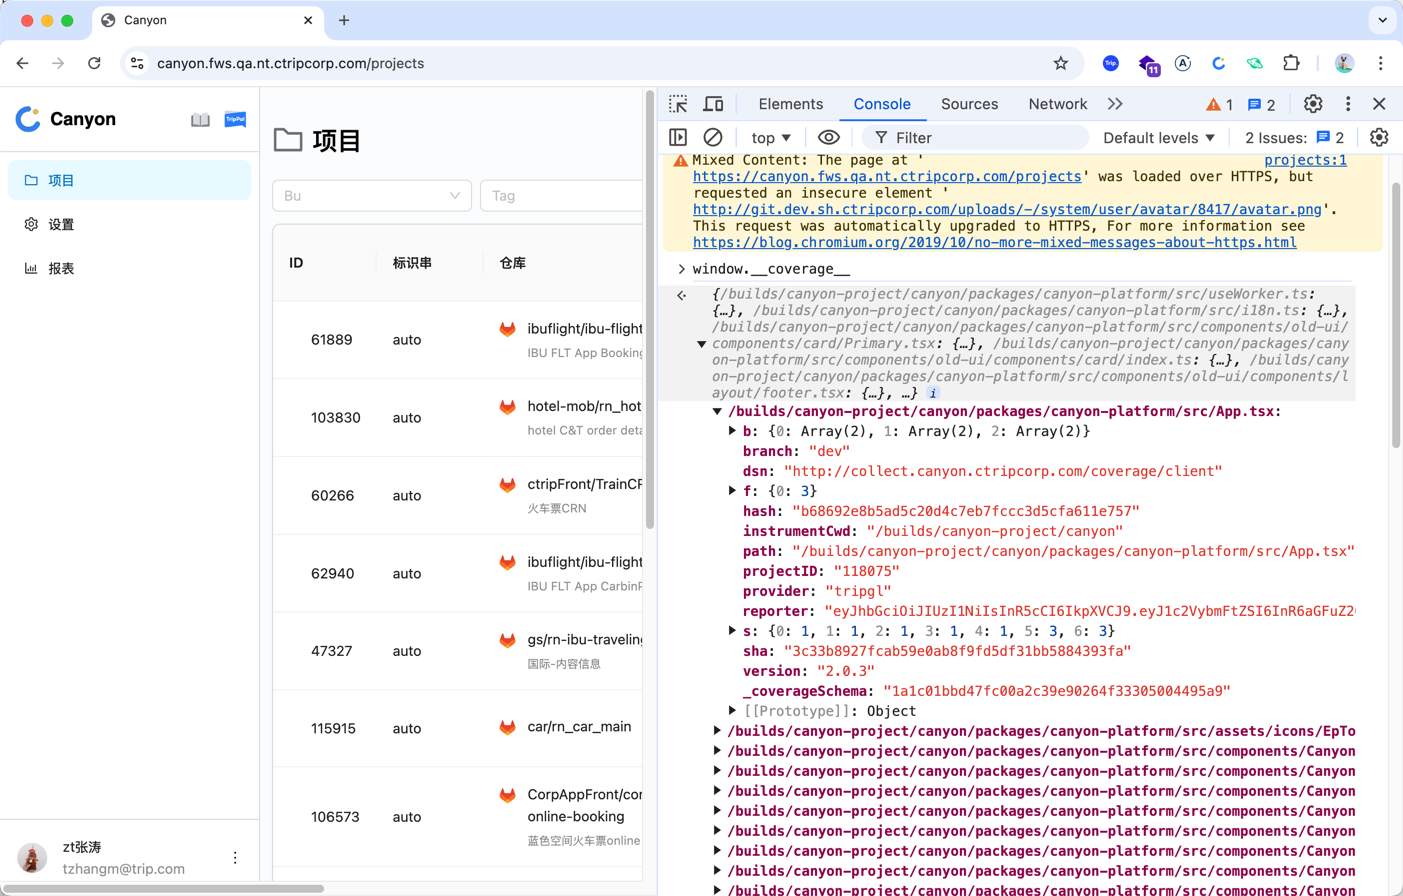 Canyon
canyon.fws.qa.nt.ctripcorp.com/projects
Trip.
11
Canyon
TripPal
项目
设置
报表
zt张涛
tzhangm@trip.com
项目
Bu
Tag
ID
标识串
仓库
61889
auto
ibuflight/ibu-flight
IBU FLT App Booking
103830
auto
hotel-mob/rn_hot
hotel C&T order deta
60266
auto
ctripFront/TrainCF
火车票CRN
62940
auto
ibuflight/ibu-flight
IBU FLT App CarbinP
47327
auto
gs/rn-ibu-traveling
国际-内容信息
115915
auto
car/rn_car_main
106573
auto
CorpAppFront/cor
online-booking
蓝色空间火车票online
Elements
Console
Sources
Network
1
2
top
Filter
Default levels
2 Issues:
2
Mixed Content: The page at ' projects:1
https://canyon.fws.qa.nt.ctripcorp.com/projects' was loaded over HTTPS, but
requested an insecure element '
http://git.dev.sh.ctripcorp.com/uploads/-/system/user/avatar/8417/avatar.png'.
This request was automatically upgraded to HTTPS, For more information see
https://blog.chromium.org/2019/10/no-more-mixed-messages-about-https.html
window.__coverage__
{/builds/canyon-project/canyon/packages/canyon-platform/src/useWorker.ts:
{…}, /builds/canyon-project/canyon/packages/canyon-platform/src/i18n.ts: {…},
/builds/canyon-project/canyon/packages/canyon-platform/src/components/old-ui/
components/card/Primary.tsx: {…}, /builds/canyon-project/canyon/packages/cany
on-platform/src/components/old-ui/components/card/index.ts: {…}, /builds/cany
on-project/canyon/packages/canyon-platform/src/components/old-ui/components/l
ayout/footer.tsx: {…}, …} i
/builds/canyon-project/canyon/packages/canyon-platform/src/App.tsx:
b: {0: Array(2), 1: Array(2), 2: Array(2)}
branch: "dev"
dsn: "http://collect.canyon.ctripcorp.com/coverage/client"
f: {0: 3}
hash: "b68692e8b5ad5c20d4c7eb7fccc3d5cfa611e757"
instrumentCwd: "/builds/canyon-project/canyon"
path: "/builds/canyon-project/canyon/packages/canyon-platform/src/App.tsx"
projectID: "118075"
provider: "tripgl"
reporter: "eyJhbGciOiJIUzI1NiIsInR5cCI6IkpXVCJ9.eyJ1c2VybmFtZSI6InR6aGFuZ20
s: {0: 1, 1: 1, 2: 1, 3: 1, 4: 1, 5: 3, 6: 3}
sha: "3c33b8927fcab59e0ab8f9fd5df31bb5884393fa"
version: "2.0.3"
_coverageSchema: "1a1c01bbd47fc00a2c39e90264f33305004495a9"
[[Prototype]]: Object
/builds/canyon-project/canyon/packages/canyon-platform/src/assets/icons/EpTo
/builds/canyon-project/canyon/packages/canyon-platform/src/components/Canyon
/builds/canyon-project/canyon/packages/canyon-platform/src/components/Canyon
/builds/canyon-project/canyon/packages/canyon-platform/src/components/Canyon
/builds/canyon-project/canyon/packages/canyon-platform/src/components/Canyon
/builds/canyon-project/canyon/packages/canyon-platform/src/components/Canyon
/builds/canyon-project/canyon/packages/canyon-platform/src/components/Canyon
/builds/canyon-project/canyon/packages/canyon-platform/src/components/Canyon
/builds/canyon-project/canyon/packages/canyon-platform/src/components/Canyon